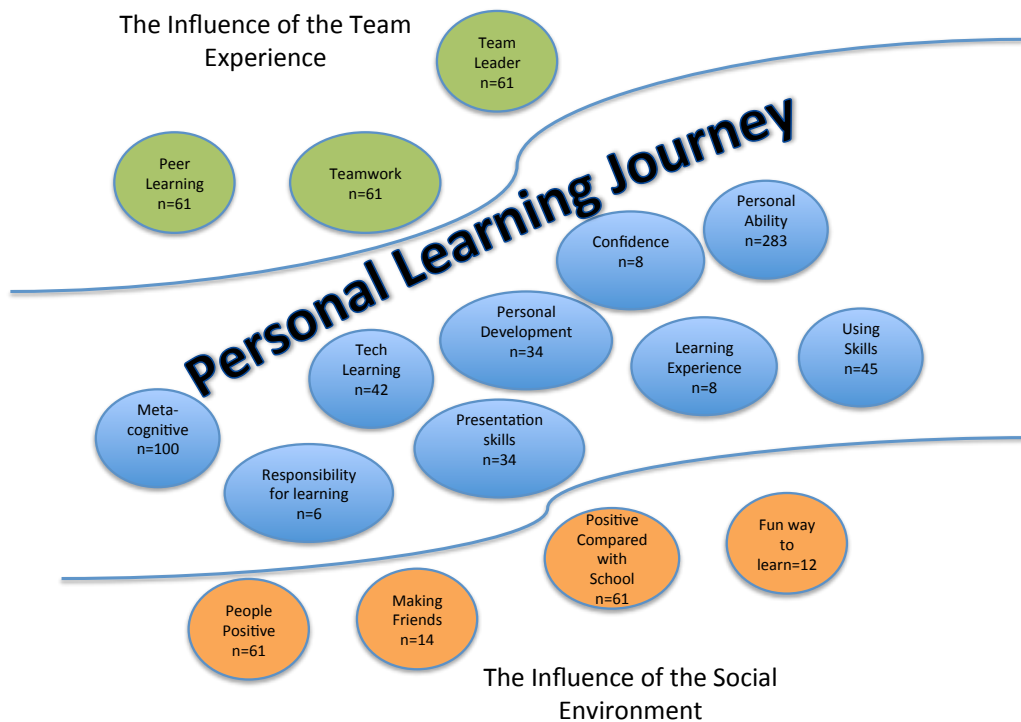 The Influence of the Team
Experience
Team
Leader
n=61
Peer
Learning
n=61
Teamwork
n=61
Personal Learning Journey
Personal
Ability
n=283
Confidence
n=8
Personal
Development
n=34
Tech
Learning
n=42
Learning
Experience
n=8
Using
Skills
n=45
Meta-
cognitive
n=100
Presentation
skills
n=34
Responsibility
for learning
n=6
Positive
Compared
with
School
n=61
Fun way
to
learn=12
People
Positive
n=61
Making
Friends
n=14
The Influence of the Social
Environment